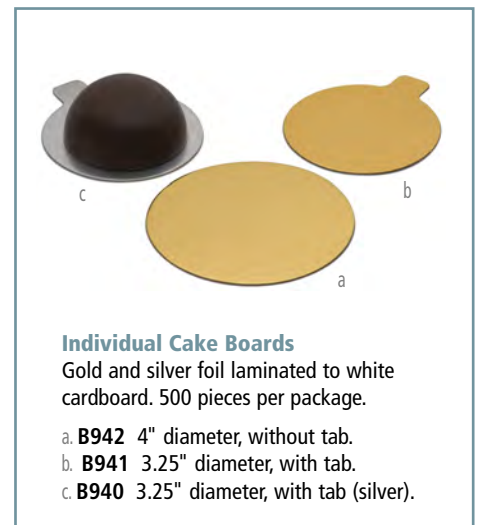 c
b
a
Individual Cake Boards
Gold and silver foil laminated to white
cardboard. 500 pieces per package.
a. B942 4" diameter, without tab.
b. B941 3.25" diameter, with tab.
c. B940 3.25" diameter, with tab (silver).